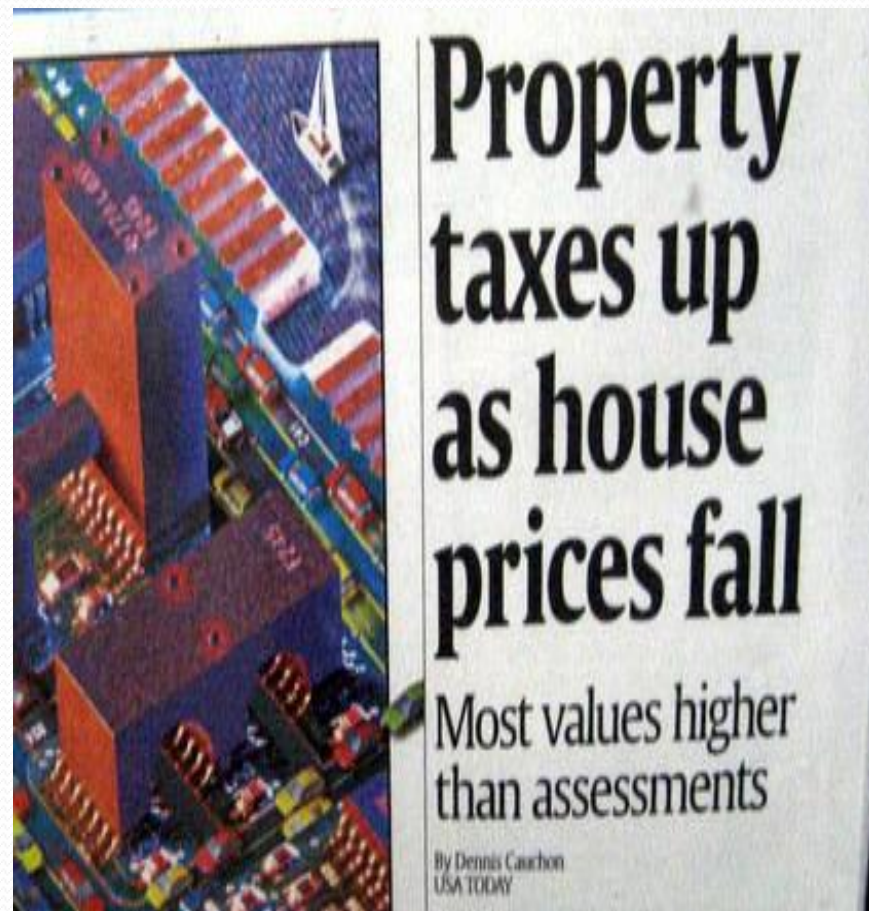 Property
taxes up
as house
prices fall
Most values higher
than assessments
By Dennis Cauchon
USA TODAY